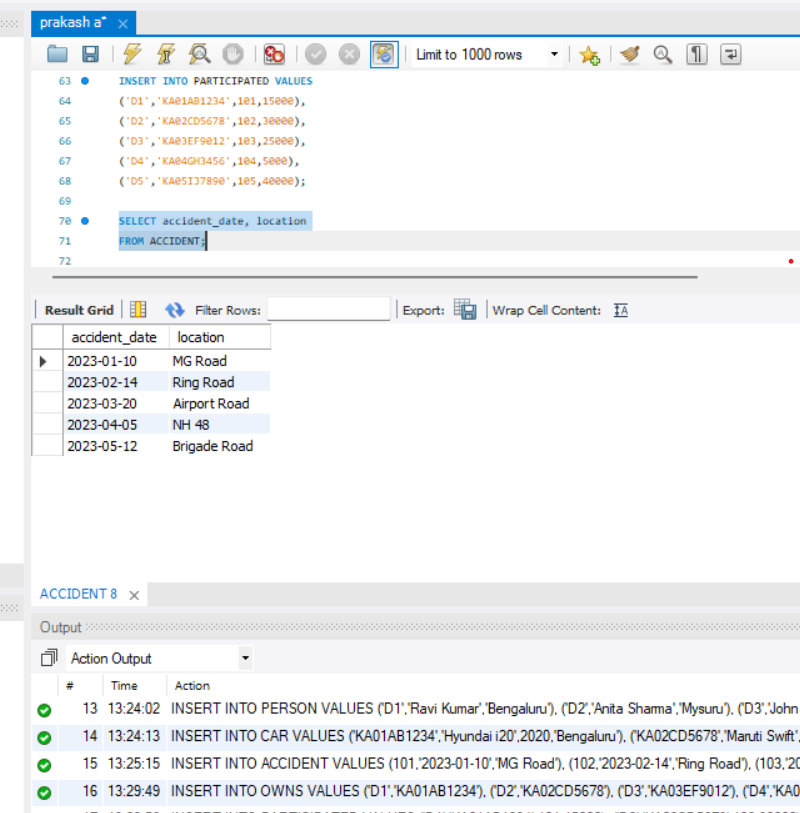 prakash a*
Limit to 1000 rows
63 INSERT INTO PARTICIPATED VALUES
64 ('D1','KA01AB1234',101,15000),
65 ('D2','KA02CD5678',102,30000),
66 ('D3','KA03EF9012',103,25000),
67 ('D4','KA04GH3456',104,5000),
68 ('D5','KA05IJ7890',105,40000);
69
70 SELECT accident_date, location
71 FROM ACCIDENT;
72
Result Grid Filter Rows: Export: Wrap Cell Content:
accident_date location
2023-01-10 MG Road
2023-02-14 Ring Road
2023-03-20 Airport Road
2023-04-05 NH 48
2023-05-12 Brigade Road
ACCIDENT 8
Output
Action Output
# Time Action
13 13:24:02 INSERT INTO PERSON VALUES ('D1','Ravi Kumar','Bengaluru'), ('D2','Anita Sharma','Mysuru'), ('D3','John
14 13:24:13 INSERT INTO CAR VALUES ('KA01AB1234','Hyundai i20',2020,'Bengaluru'), ('KA02CD5678','Maruti Swift',
15 13:25:15 INSERT INTO ACCIDENT VALUES (101,'2023-01-10','MG Road'), (102,'2023-02-14','Ring Road'), (103,'20
16 13:29:49 INSERT INTO OWNS VALUES ('D1','KA01AB1234'), ('D2','KA02CD5678'), ('D3','KA03EF9012'), ('D4','KA0